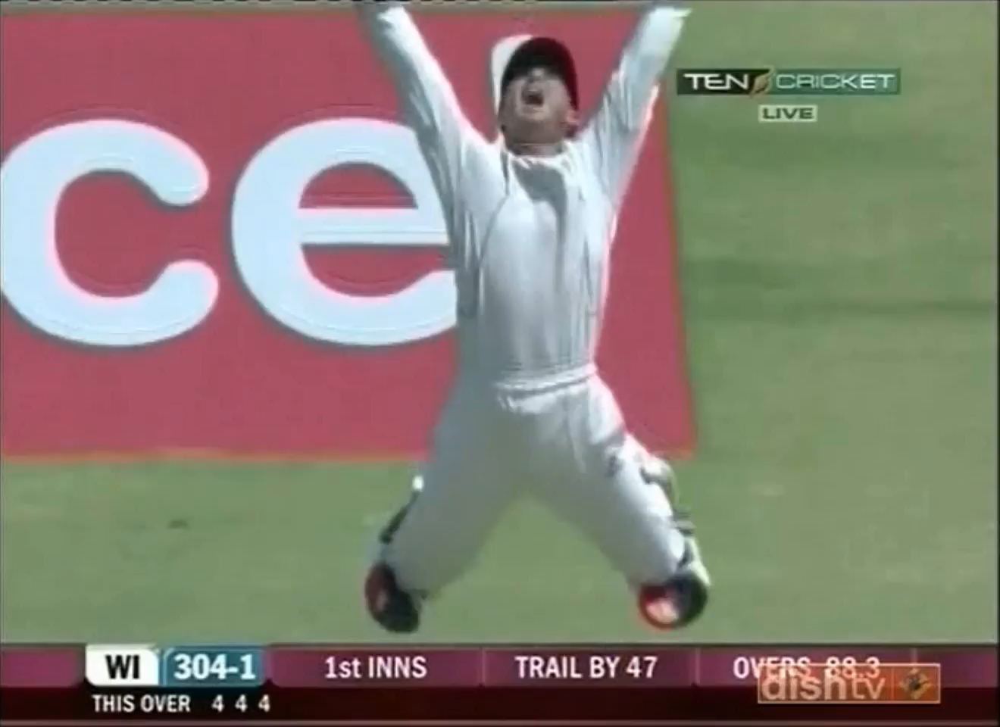 ce
TEN CRICKET
LIVE
WI 304-1 1st INNS TRAIL BY 47 OVERS 88.3
THIS OVER 4 4 4
dishtv